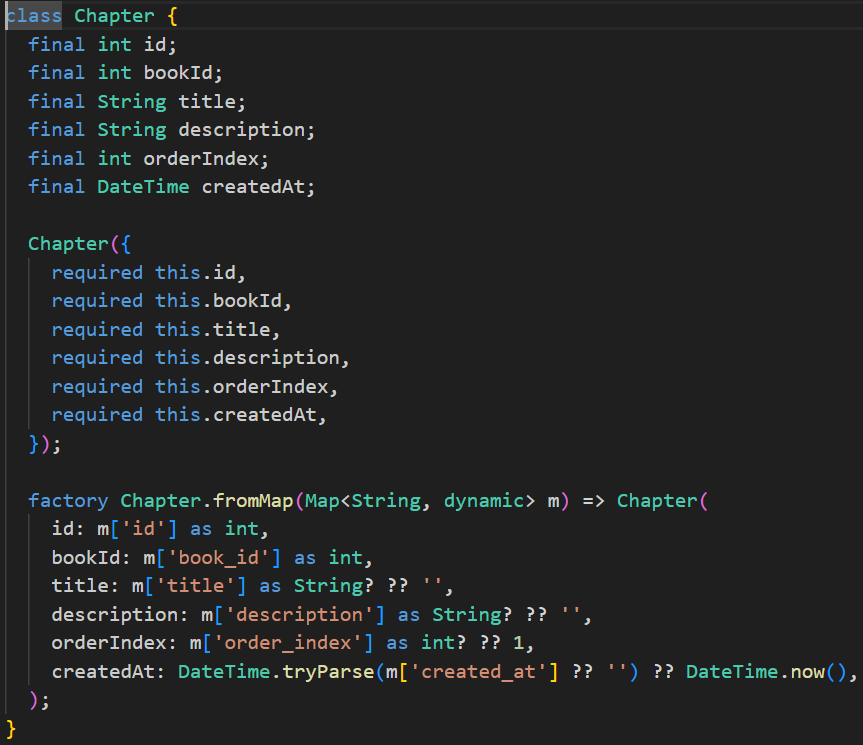 class Chapter {
  final int id;
  final int bookId;
  final String title;
  final String description;
  final int orderIndex;
  final DateTime createdAt;

  Chapter({
    required this.id,
    required this.bookId,
    required this.title,
    required this.description,
    required this.orderIndex,
    required this.createdAt,
  });

  factory Chapter.fromMap(Map<String, dynamic> m) => Chapter(
    id: m['id'] as int,
    bookId: m['book_id'] as int,
    title: m['title'] as String? ?? '',
    description: m['description'] as String? ?? '',
    orderIndex: m['order_index'] as int? ?? 1,
    createdAt: DateTime.tryParse(m['created_at'] ?? '') ?? DateTime.now(),
  );
}